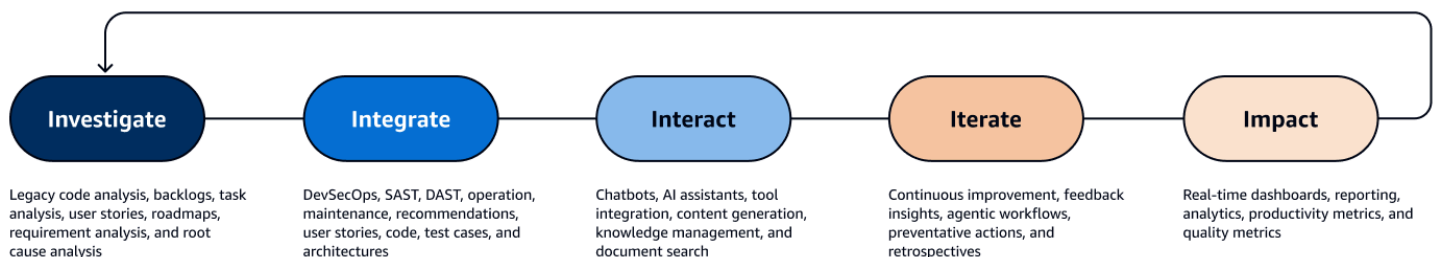 Investigate
Integrate
Interact
Iterate
Impact
Legacy code analysis, backlogs, task
analysis, user stories, roadmaps,
requirement analysis, and root
cause analysis
DevSecOps, SAST, DAST, operation,
maintenance, recommendations,
user stories, code, test cases, and
architectures
Chatbots, AI assistants, tool
integration, content generation,
knowledge management, and
document search
Continuous improvement, feedback
insights, agentic workflows,
preventative actions, and
retrospectives
Real-time dashboards, reporting,
analytics, productivity metrics, and
quality metrics